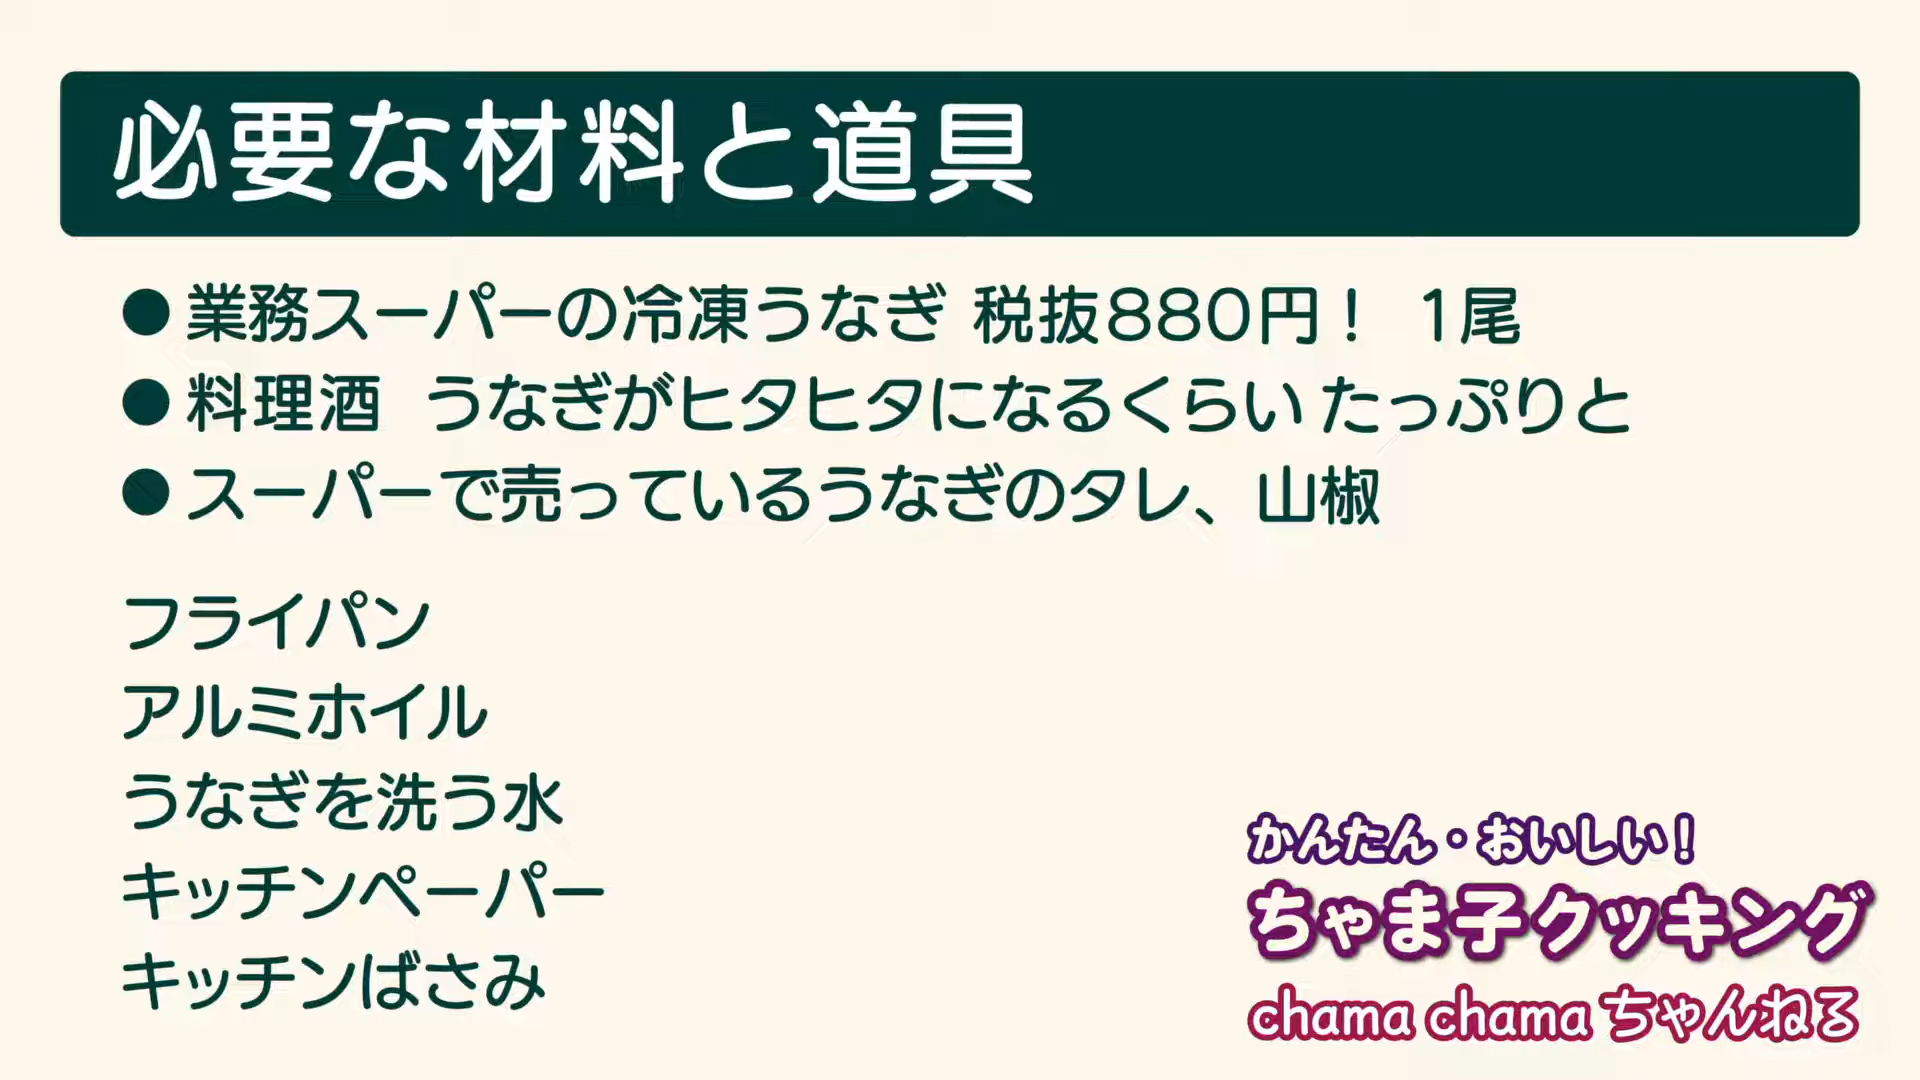 必要な材料と道具
●業務スーパーの冷凍うなぎ 税抜880円！ 1尾
●料理酒 うなぎがヒタヒタになるくらい たっぷりと
●スーパーで売っているうなぎのタレ、山椒
フライパン
アルミホイル
うなぎを洗う水
キッチンペーパー
キッチンばさみ
かんたん・おいしい！
ちゃま子クッキング
chama chama ちゃんねる